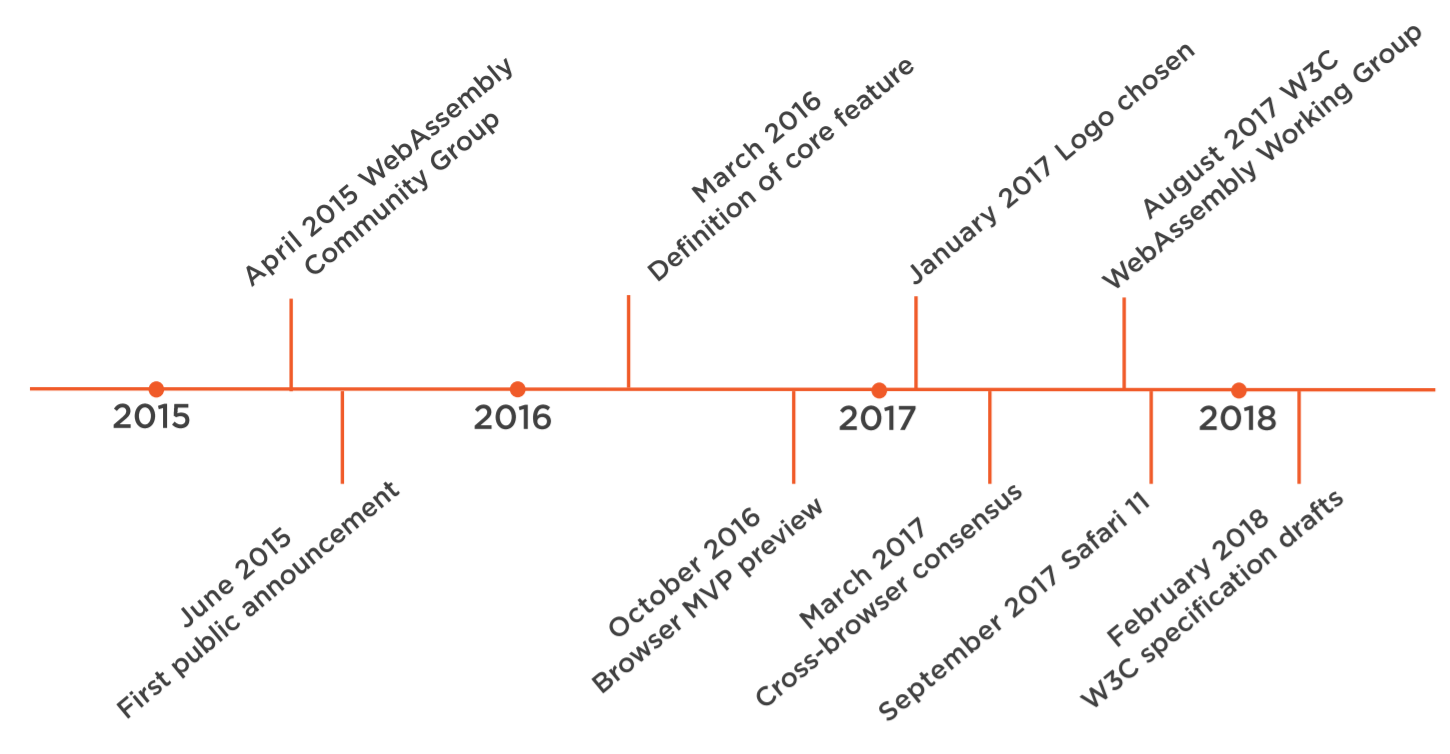 April 2015 WebAssembly
Community Group
March 2016
Definition of core feature
January 2017 Logo chosen
August 2017 W3C
WebAssembly Working Group
2015
2016
2017
2018
June 2015
First public announcement
October 2016
Browser MVP preview
March 2017
Cross-browser consensus
September 2017 Safari 11
February 2018
W3C specification drafts